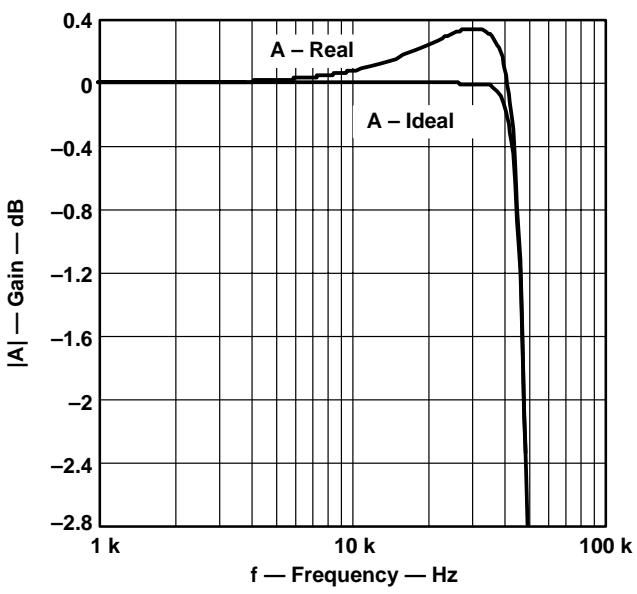 0.4
A – Real
0
A – Ideal
–0.4
–0.8
–1.2
–1.6
–2
–2.4
–2.8
|A| — Gain — dB
1 k
10 k
100 k
f — Frequency — Hz